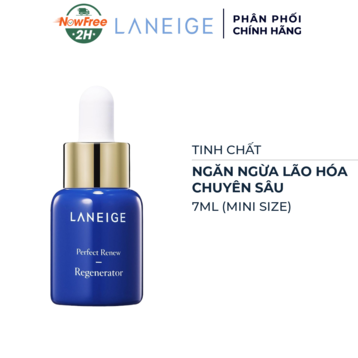 NowFree
2H
LANEIGE
PHÂN PHỐI
CHÍNH HÃNG
TINH CHẤT
NGĂN NGỪA LÃO HÓA
CHUYÊN SÂU
7ML (MINI SIZE)
LANEIGE
Perfect Renew
Regenerator